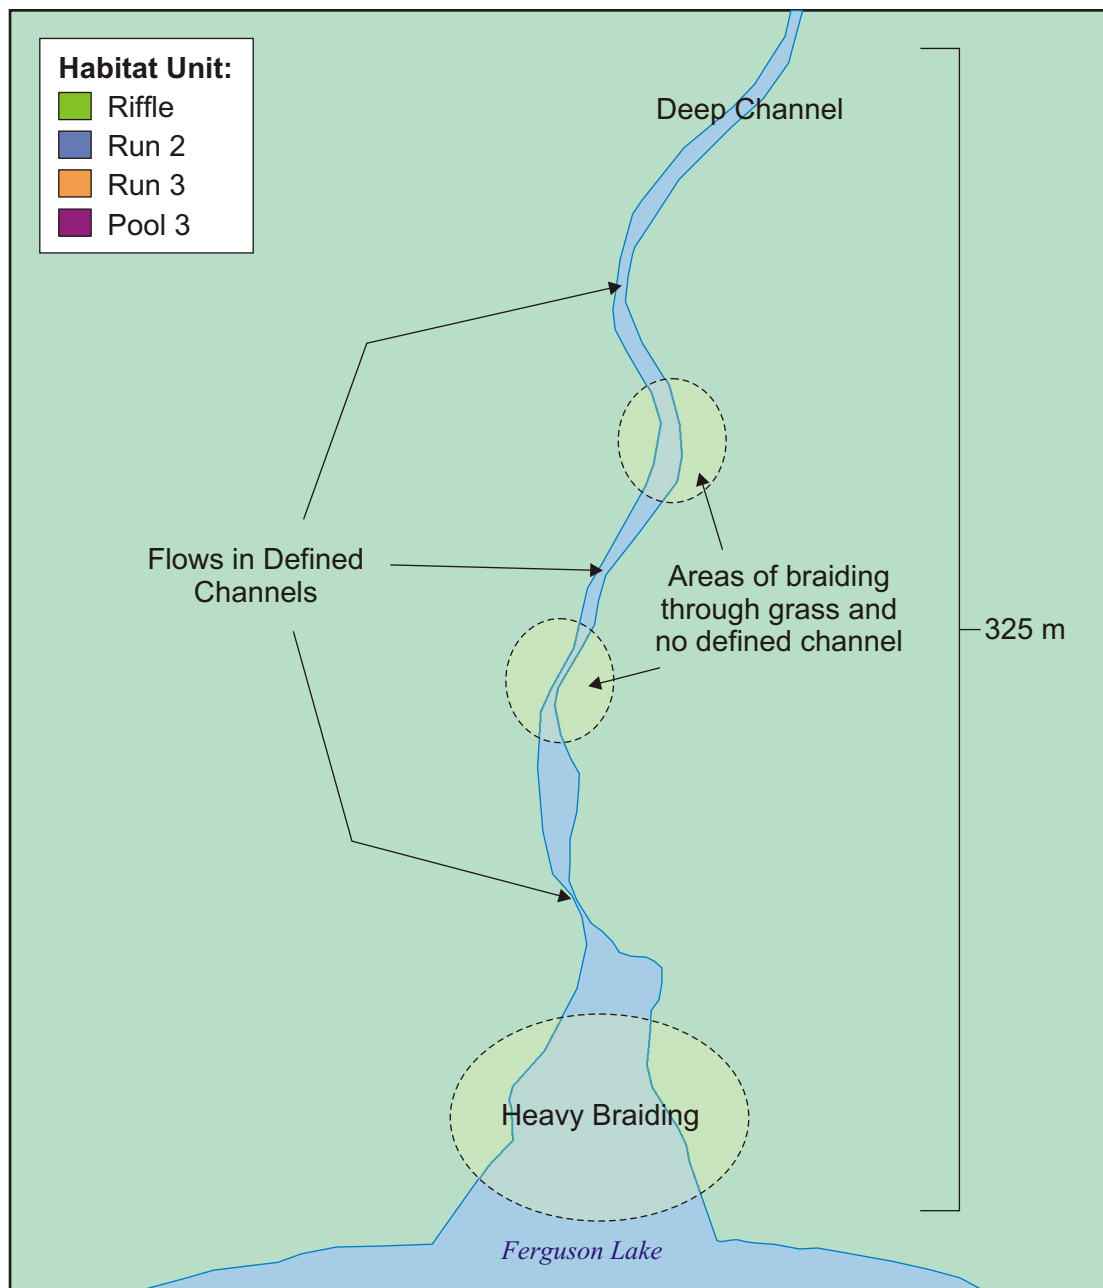 Habitat Unit:
Riffle
Run 2
Run 3
Pool 3
Deep Channel
Flows in Defined
Channels
Areas of braiding
through grass and
no defined channel
325 m
Heavy Braiding
Ferguson Lake